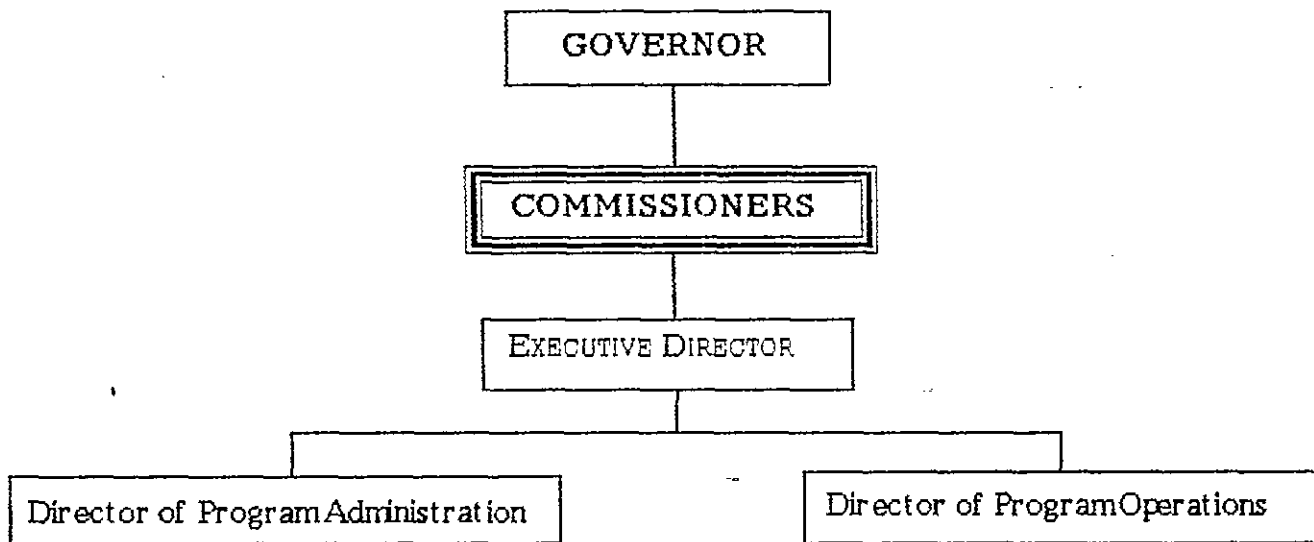 GOVERNOR
COMMISSIONERS
EXECUTIVE DIRECTOR
Director of Program Administration
Director of Program Operations